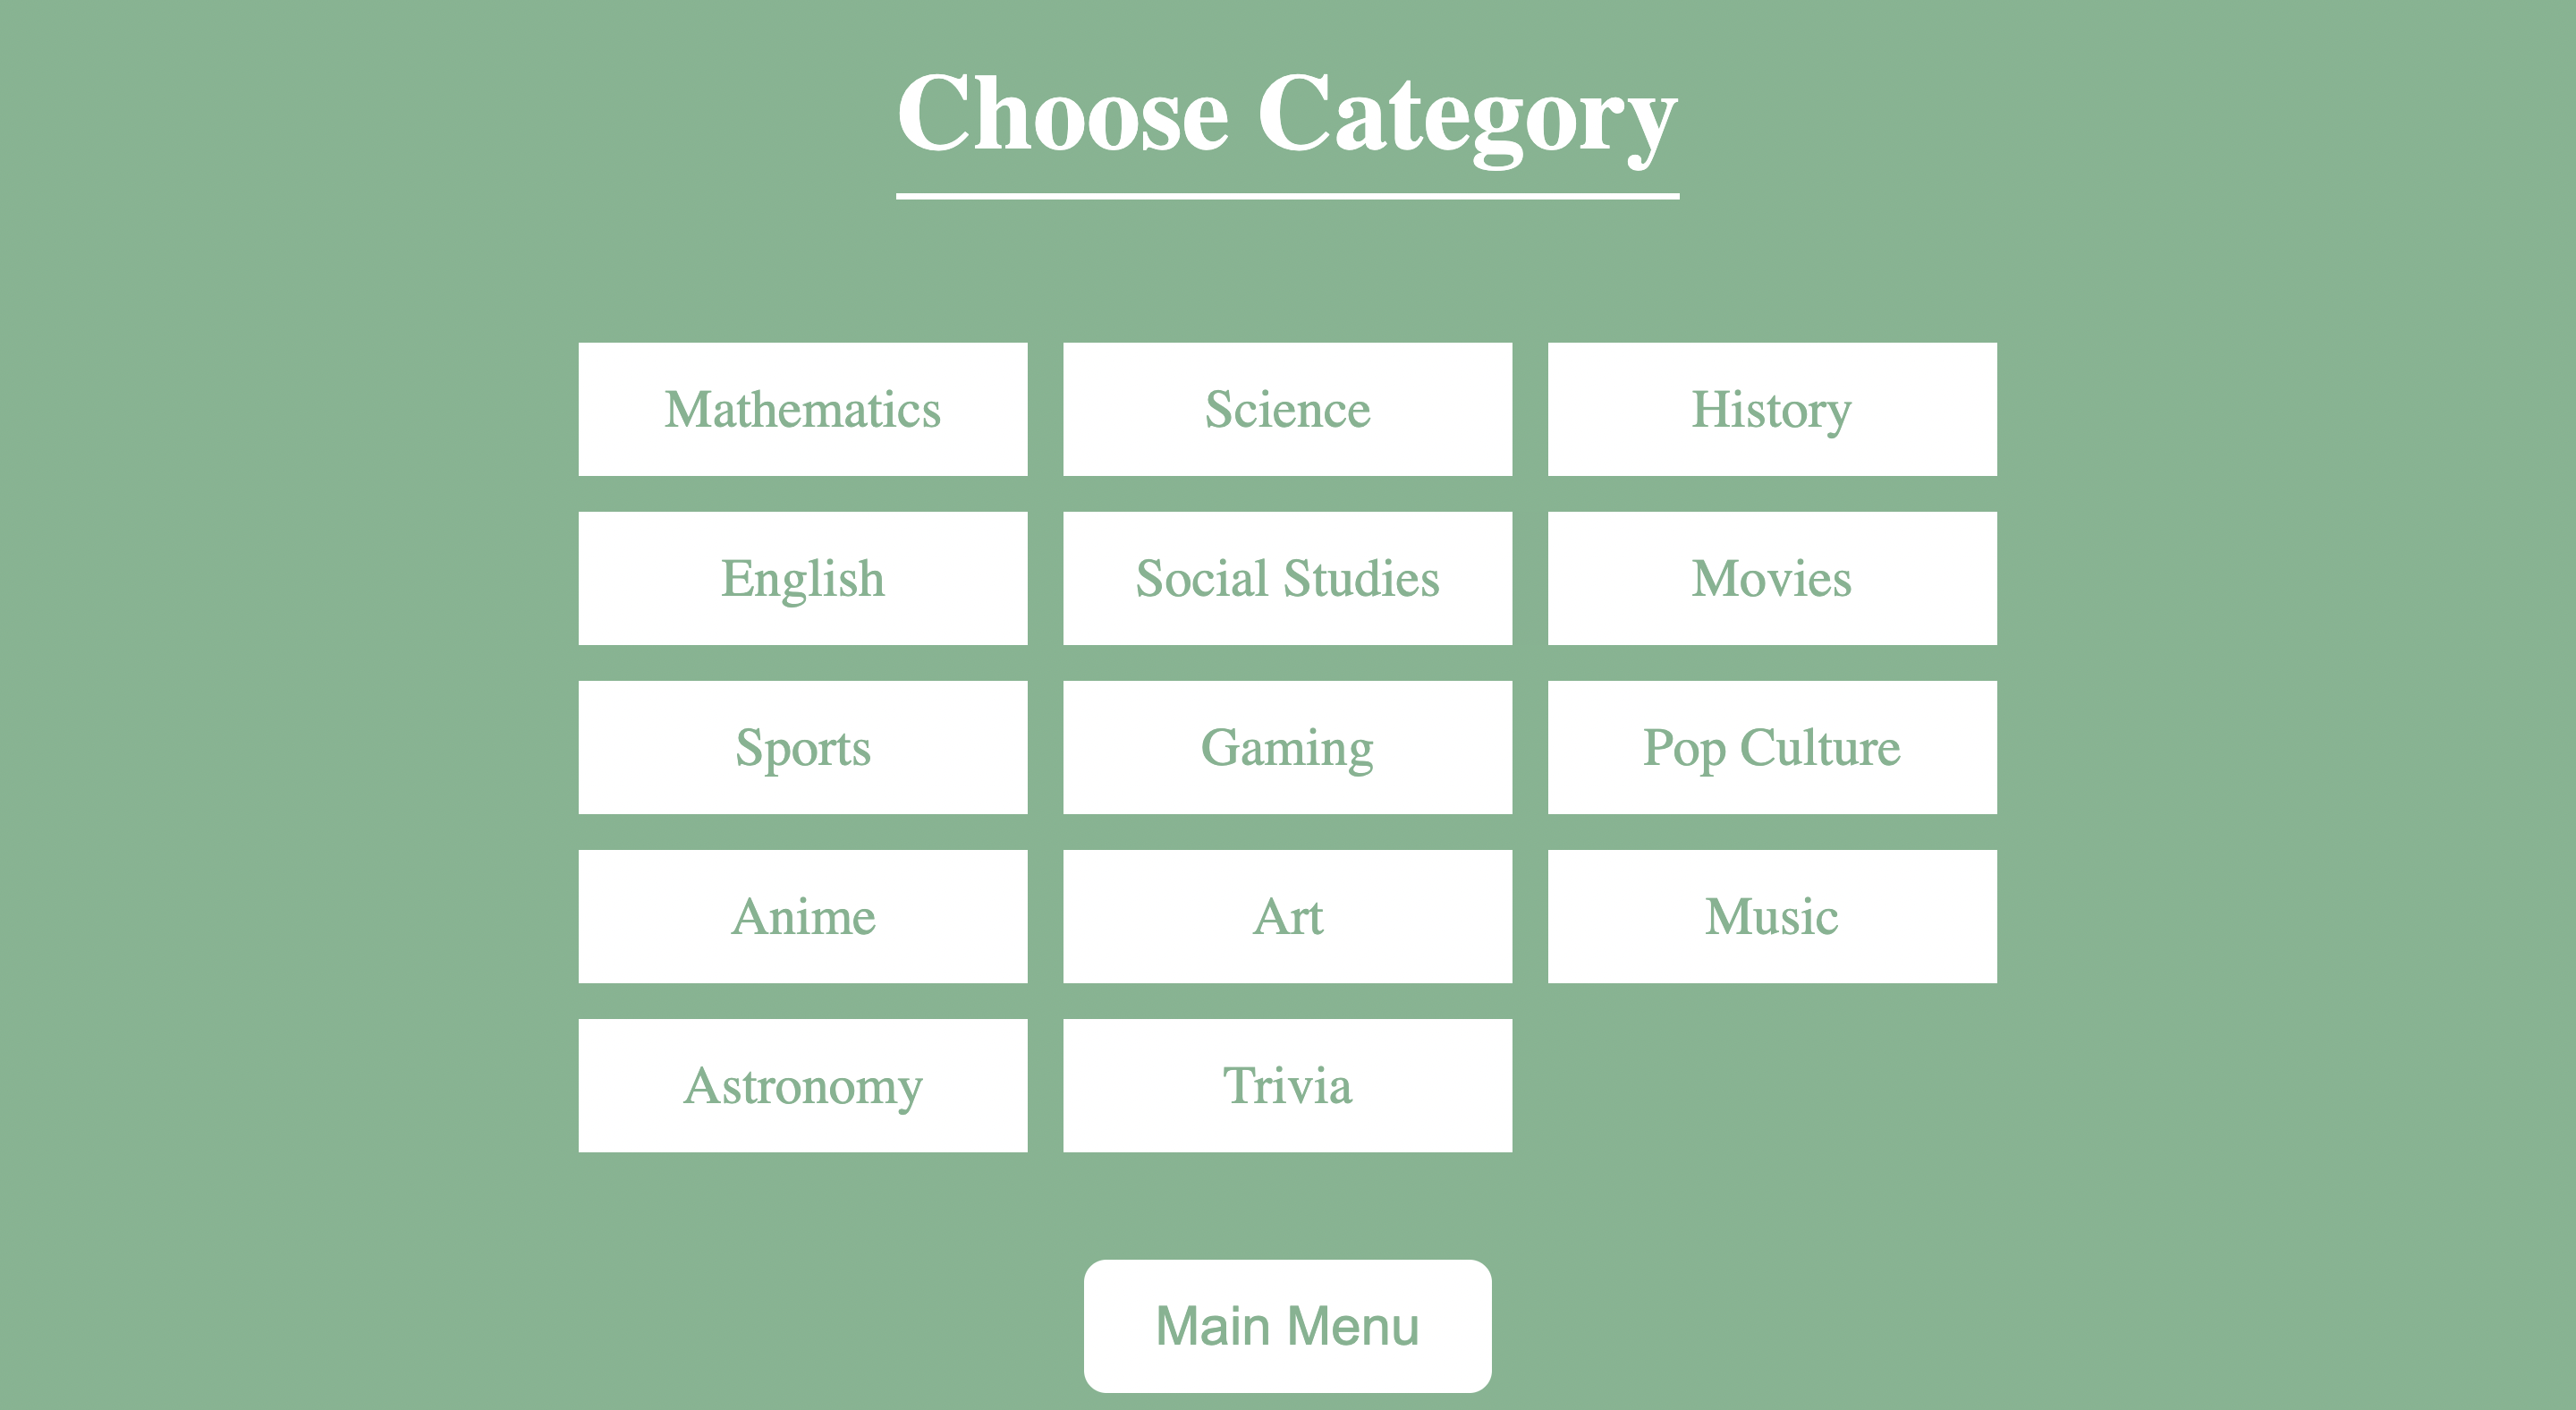 Choose Category
Mathematics
Science
History
English
Social Studies
Movies
Sports
Gaming
Pop Culture
Anime
Art
Music
Astronomy
Trivia
Main Menu